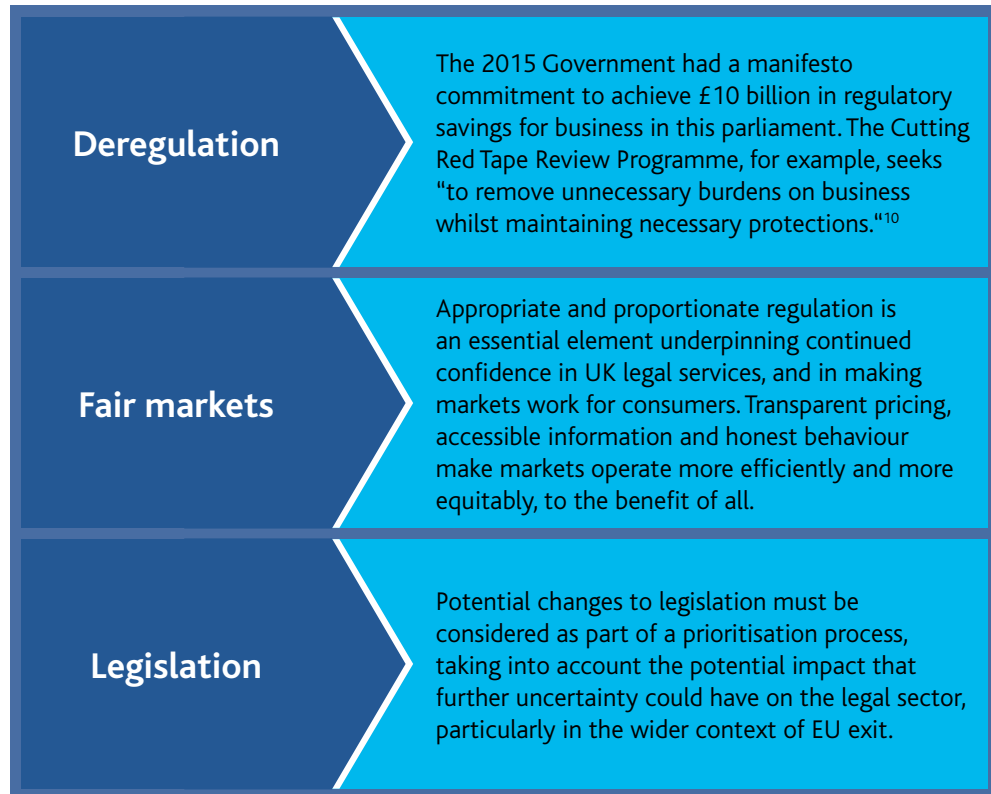 Deregulation
The 2015 Government had a manifesto
commitment to achieve £10 billion in regulatory
savings for business in this parliament. The Cutting
Red Tape Review Programme, for example, seeks
“to remove unnecessary burdens on business
whilst maintaining necessary protections.“10
Fair markets
Appropriate and proportionate regulation is
an essential element underpinning continued
confidence in UK legal services, and in making
markets work for consumers. Transparent pricing,
accessible information and honest behaviour
make markets operate more efficiently and more
equitably, to the benefit of all.
Legislation
Potential changes to legislation must be
considered as part of a prioritisation process,
taking into account the potential impact that
further uncertainty could have on the legal sector,
particularly in the wider context of EU exit.